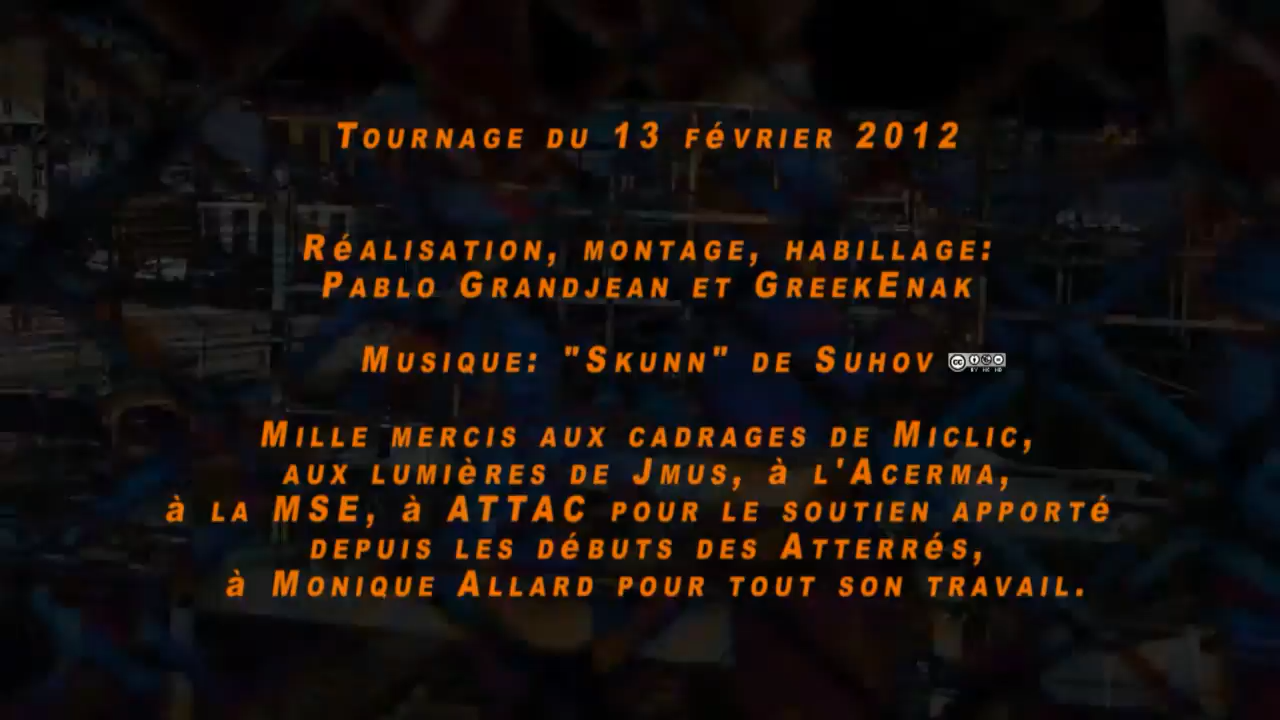 Tournage du 13 février 2012
Réalisation, montage, habillage:
Pablo Grandjean et GreekEnak
Musique: "Skunn" de Suhov
Mille mercis aux cadrages de Miclic,
aux lumières de Jmus, à l'Acerma,
à la MSE, à ATTAC pour le soutien apporté
depuis les débuts des Atterrés,
à Monique Allard pour tout son travail.